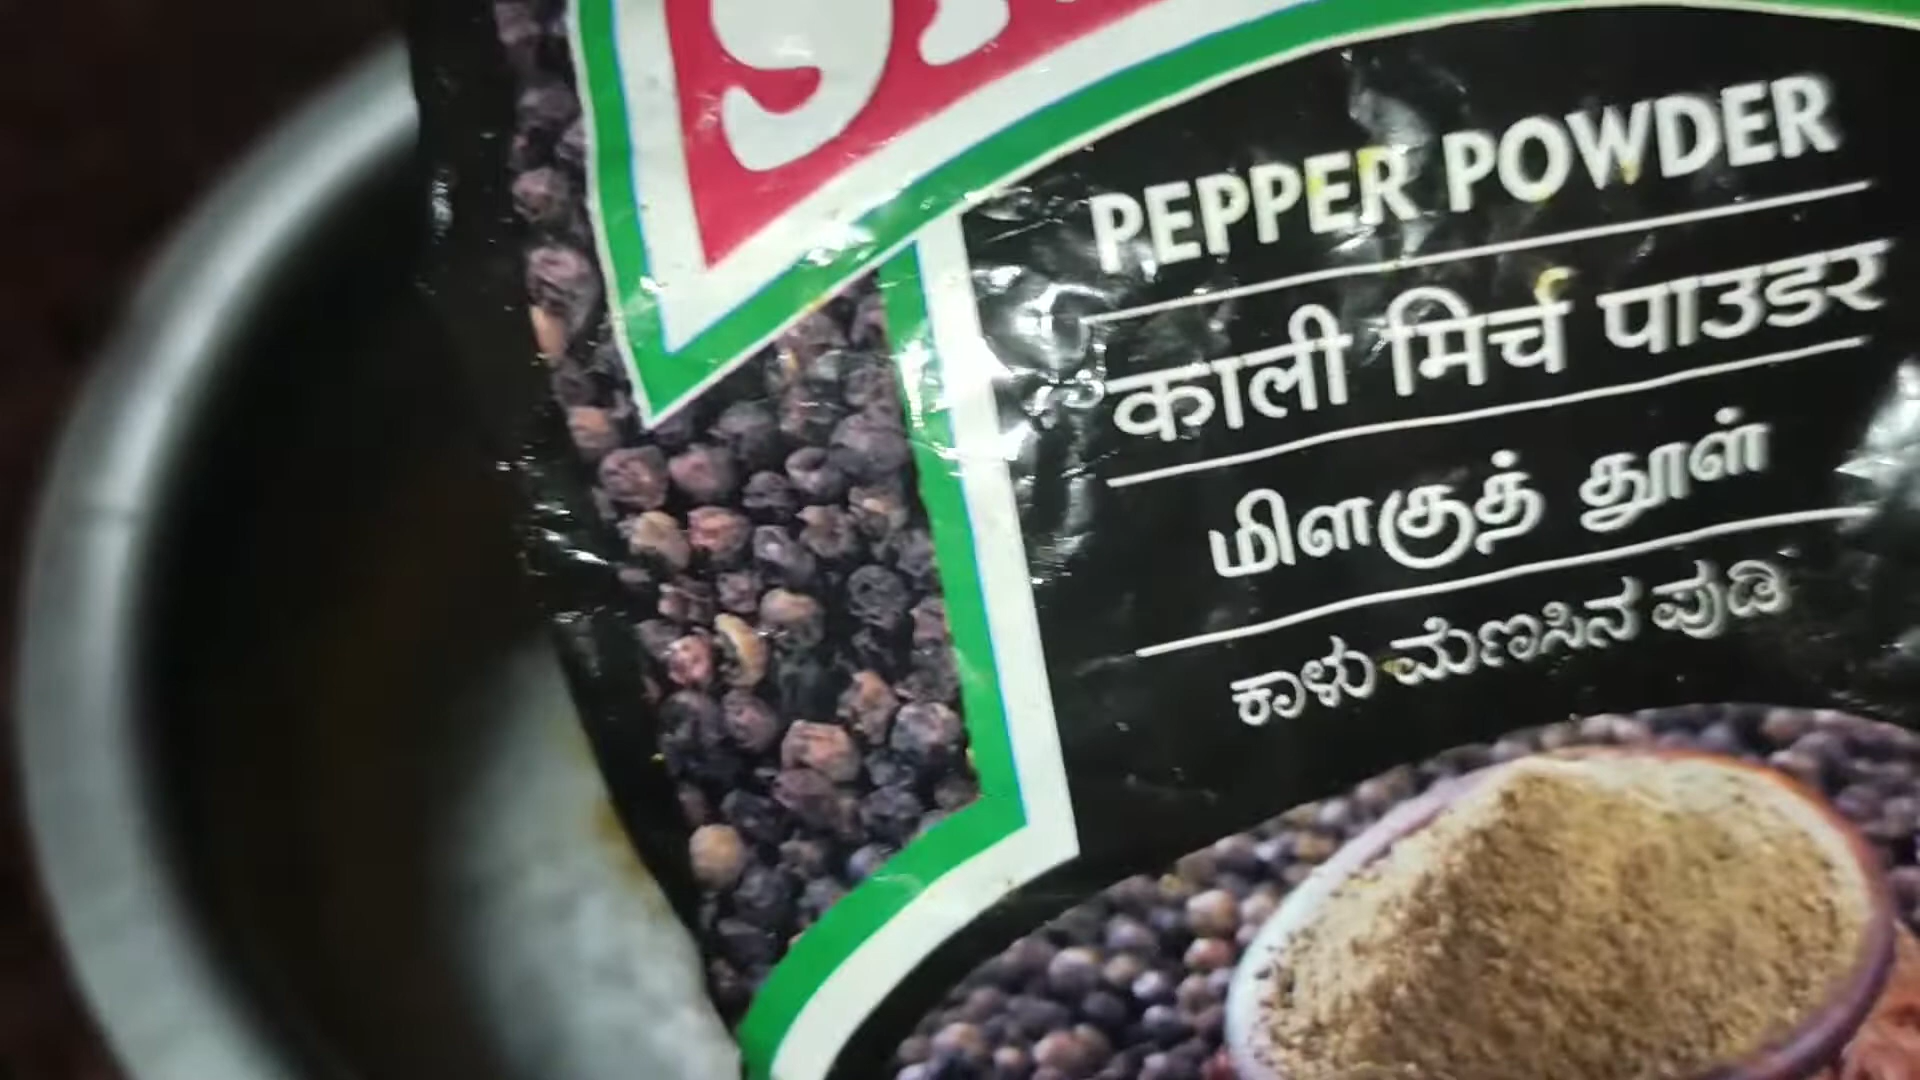 PEPPER POWDER
काली मिर्च पाउडर
மிளகுத் தூள்
ಕಾಳು ಮೆಣಸಿನ ಪುಡಿ